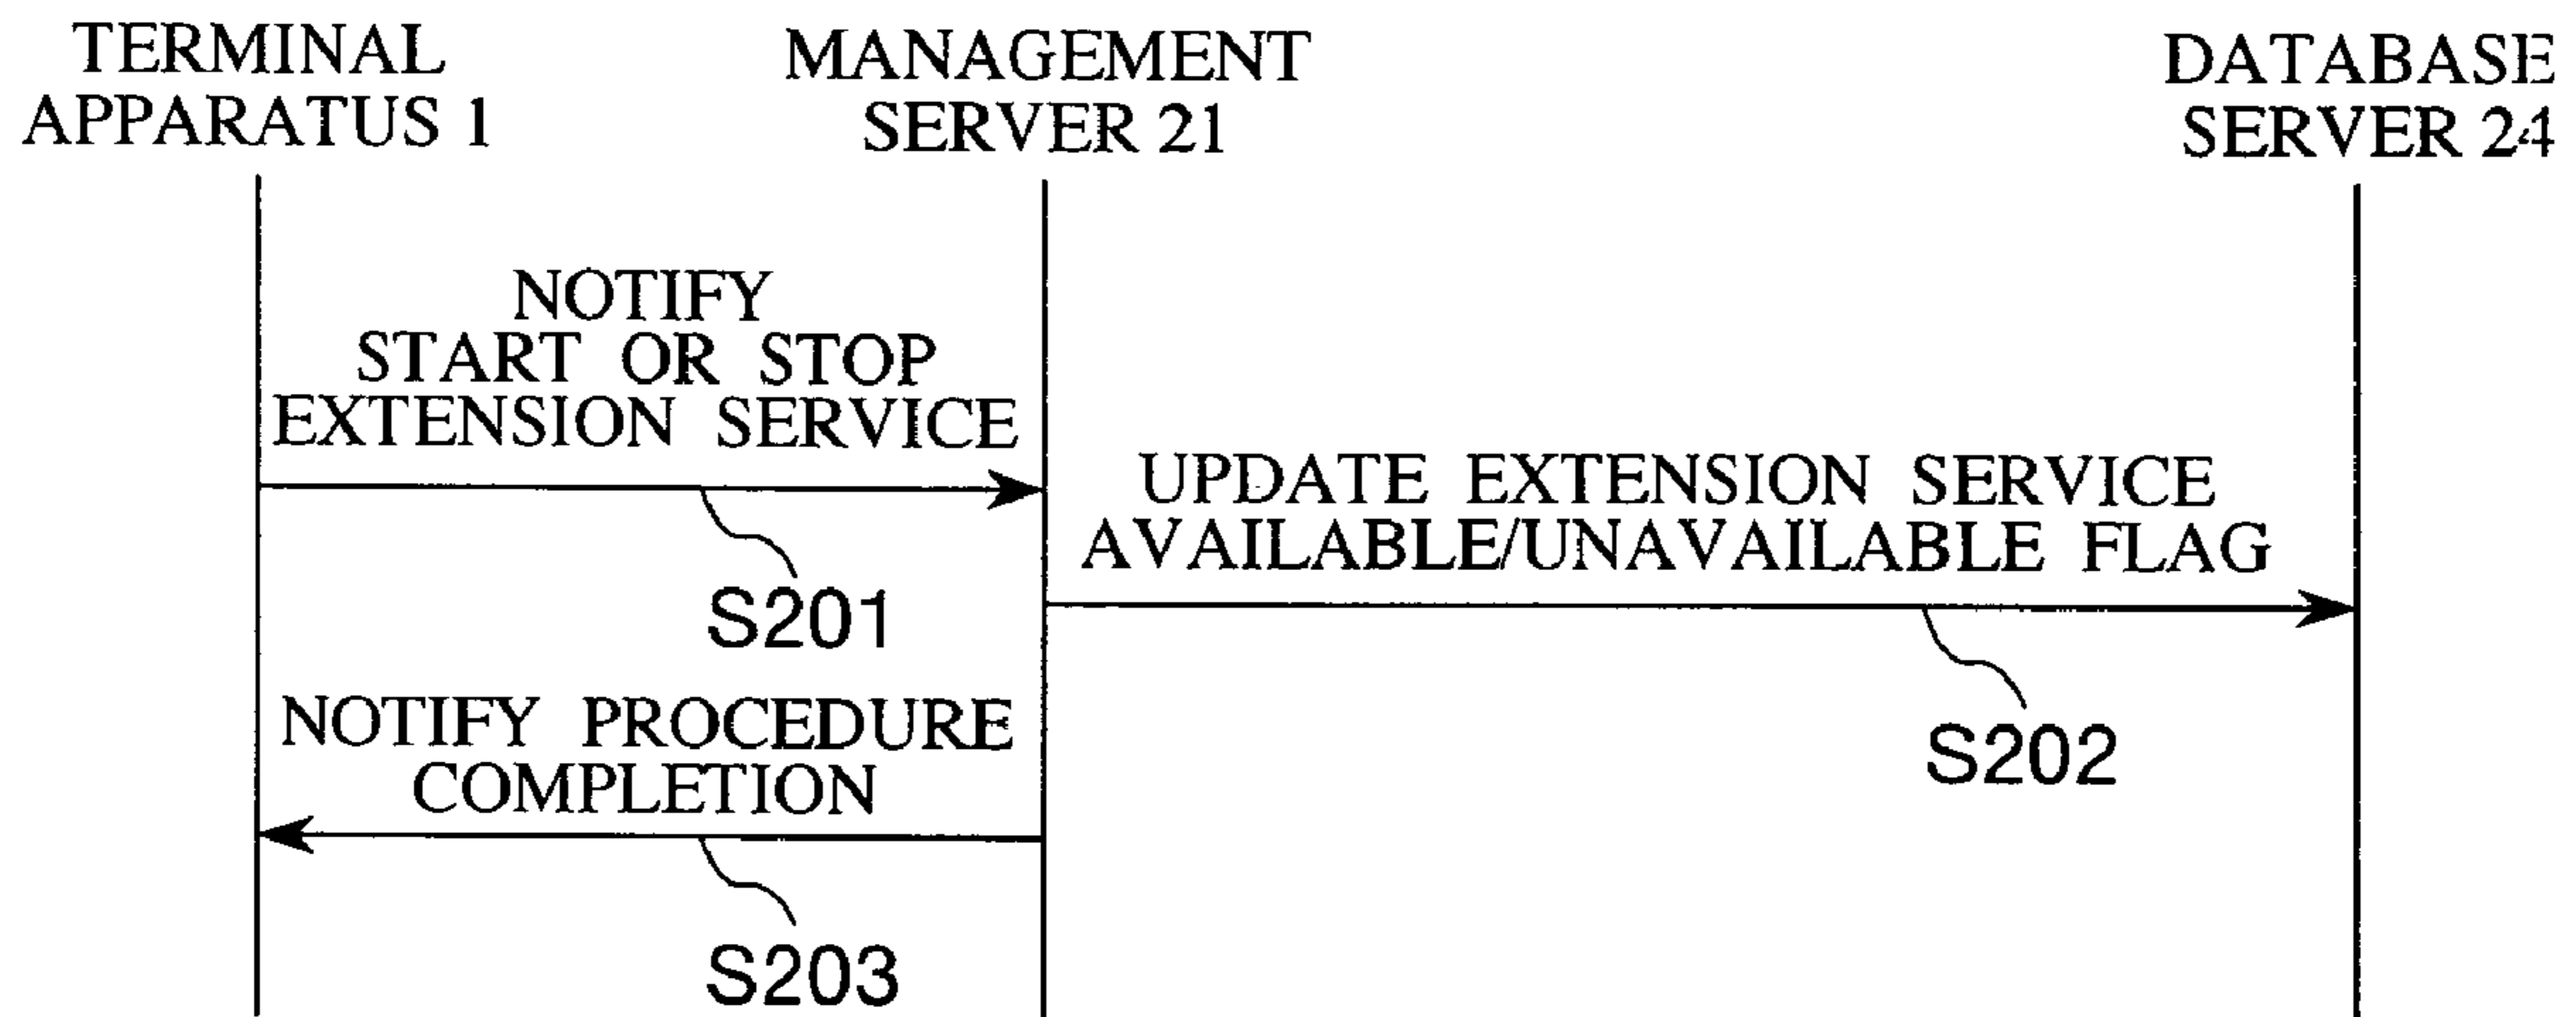 TERMINAL
APPARATUS 1
MANAGEMENT
SERVER 21
DATABASE
SERVER 24
NOTIFY
START OR STOP
EXTENSION SERVICE
S201
UPDATE EXTENSION SERVICE
AVAILABLE/UNAVAILABLE FLAG
S202
NOTIFY PROCEDURE
COMPLETION
S203